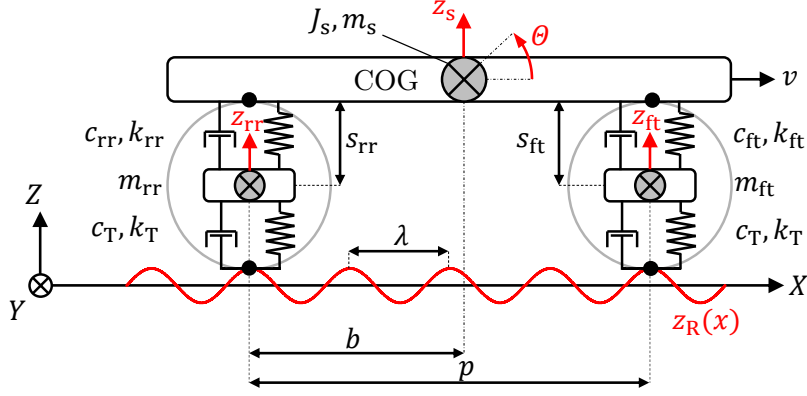 z_s
J_s, m_s
Θ
COG
v
z_rr
z_ft
c_rr, k_rr
s_rr
s_ft
c_ft, k_ft
m_rr
m_ft
Z
c_T, k_T
λ
c_T, k_T
X
Y
z_R(x)
b
p